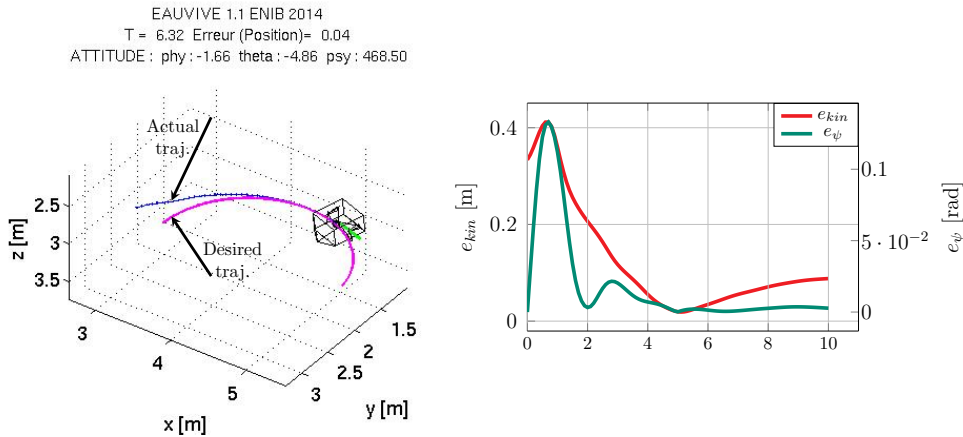 EAUVIVE 1.1 ENIB 2014
T = 6.32 Erreur (Position)= 0.04
ATTITUDE : phy : -1.66 theta : -4.86 psy : 468.50
Actual
traj.
Desired
traj.
z [m]
2.5
3
3.5
3
4
5
x [m]
1.5
2
2.5
3
y [m]
e_kin
e_ψ
e_kin [m]
0.4
0.2
0
0
2
4
6
8
10
0.1
5 · 10⁻²
0
e_ψ [rad]